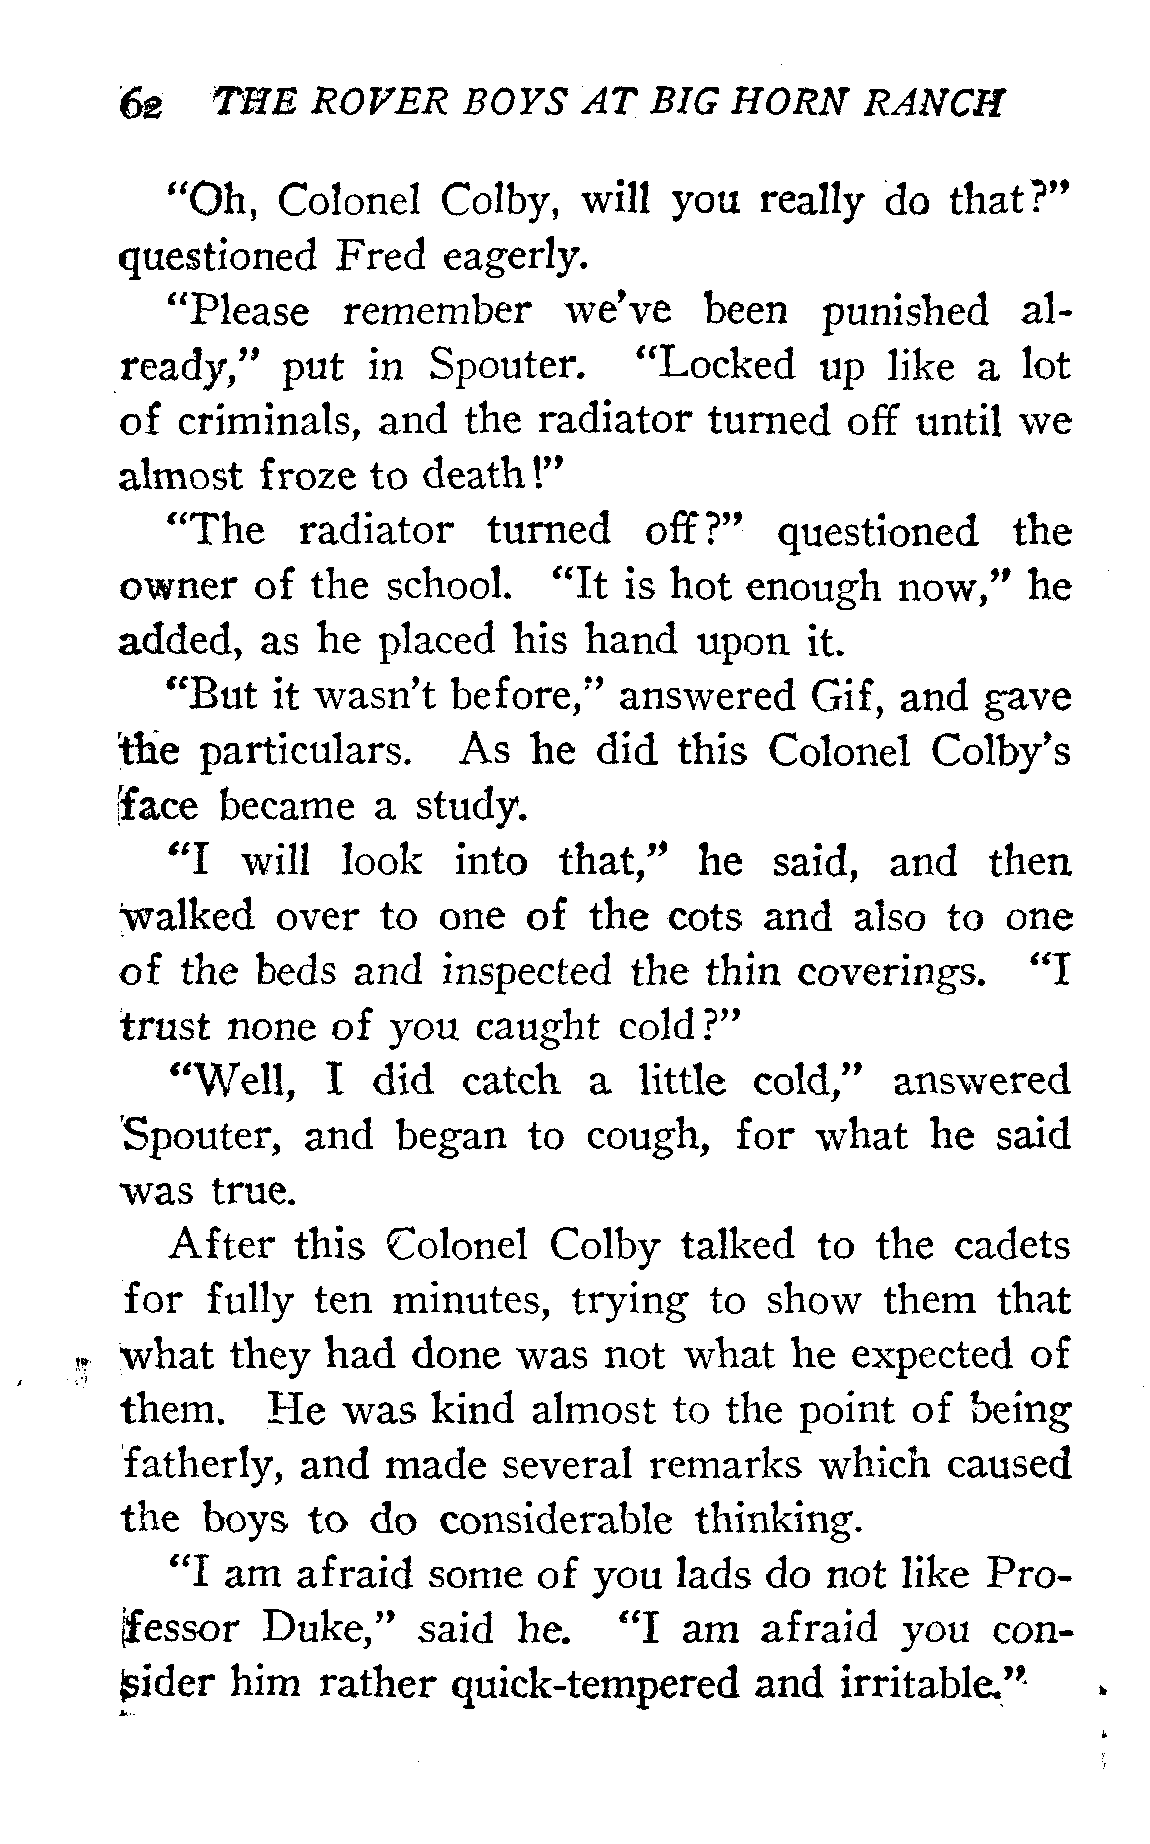 62 THE ROVER BOYS AT BIG HORN RANCH
"Oh, Colonel Colby, will you really do that?"
questioned Fred eagerly.
"Please remember we've been punished al-
ready," put in Spouter. "Locked up like a lot
of criminals, and the radiator turned off until we
almost froze to death!"
"The radiator turned off?" questioned the
owner of the school. "It is hot enough now," he
added, as he placed his hand upon it.
"But it wasn't before," answered Gif, and gave
the particulars. As he did this Colonel Colby's
face became a study.
"I will look into that," he said, and then
walked over to one of the cots and also to one
of the beds and inspected the thin coverings. "I
trust none of you caught cold?"
"Well, I did catch a little cold," answered
Spouter, and began to cough, for what he said
was true.
After this Colonel Colby talked to the cadets
for fully ten minutes, trying to show them that
what they had done was not what he expected of
them. He was kind almost to the point of being
fatherly, and made several remarks which caused
the boys to do considerable thinking.
"I am afraid some of you lads do not like Pro-
fessor Duke," said he. "I am afraid you con-
sider him rather quick-tempered and irritable."